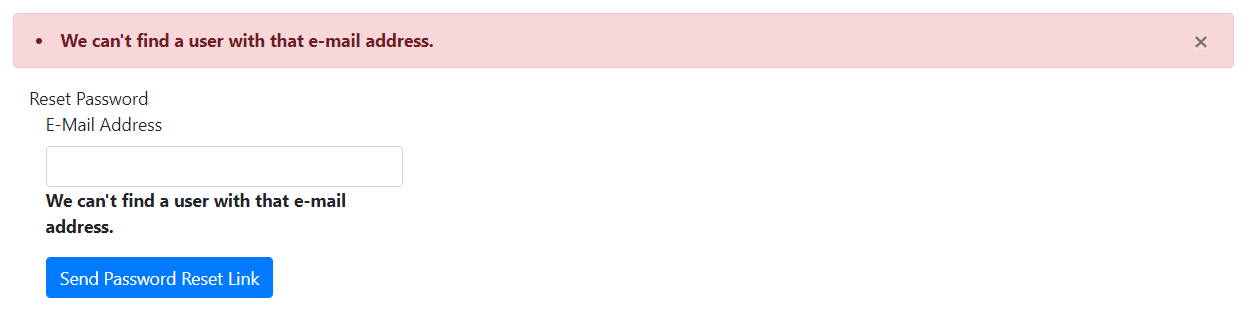 We can't find a user with that e-mail address.
×
Reset Password
E-Mail Address
We can't find a user with that e-mail
address.
Send Password Reset Link